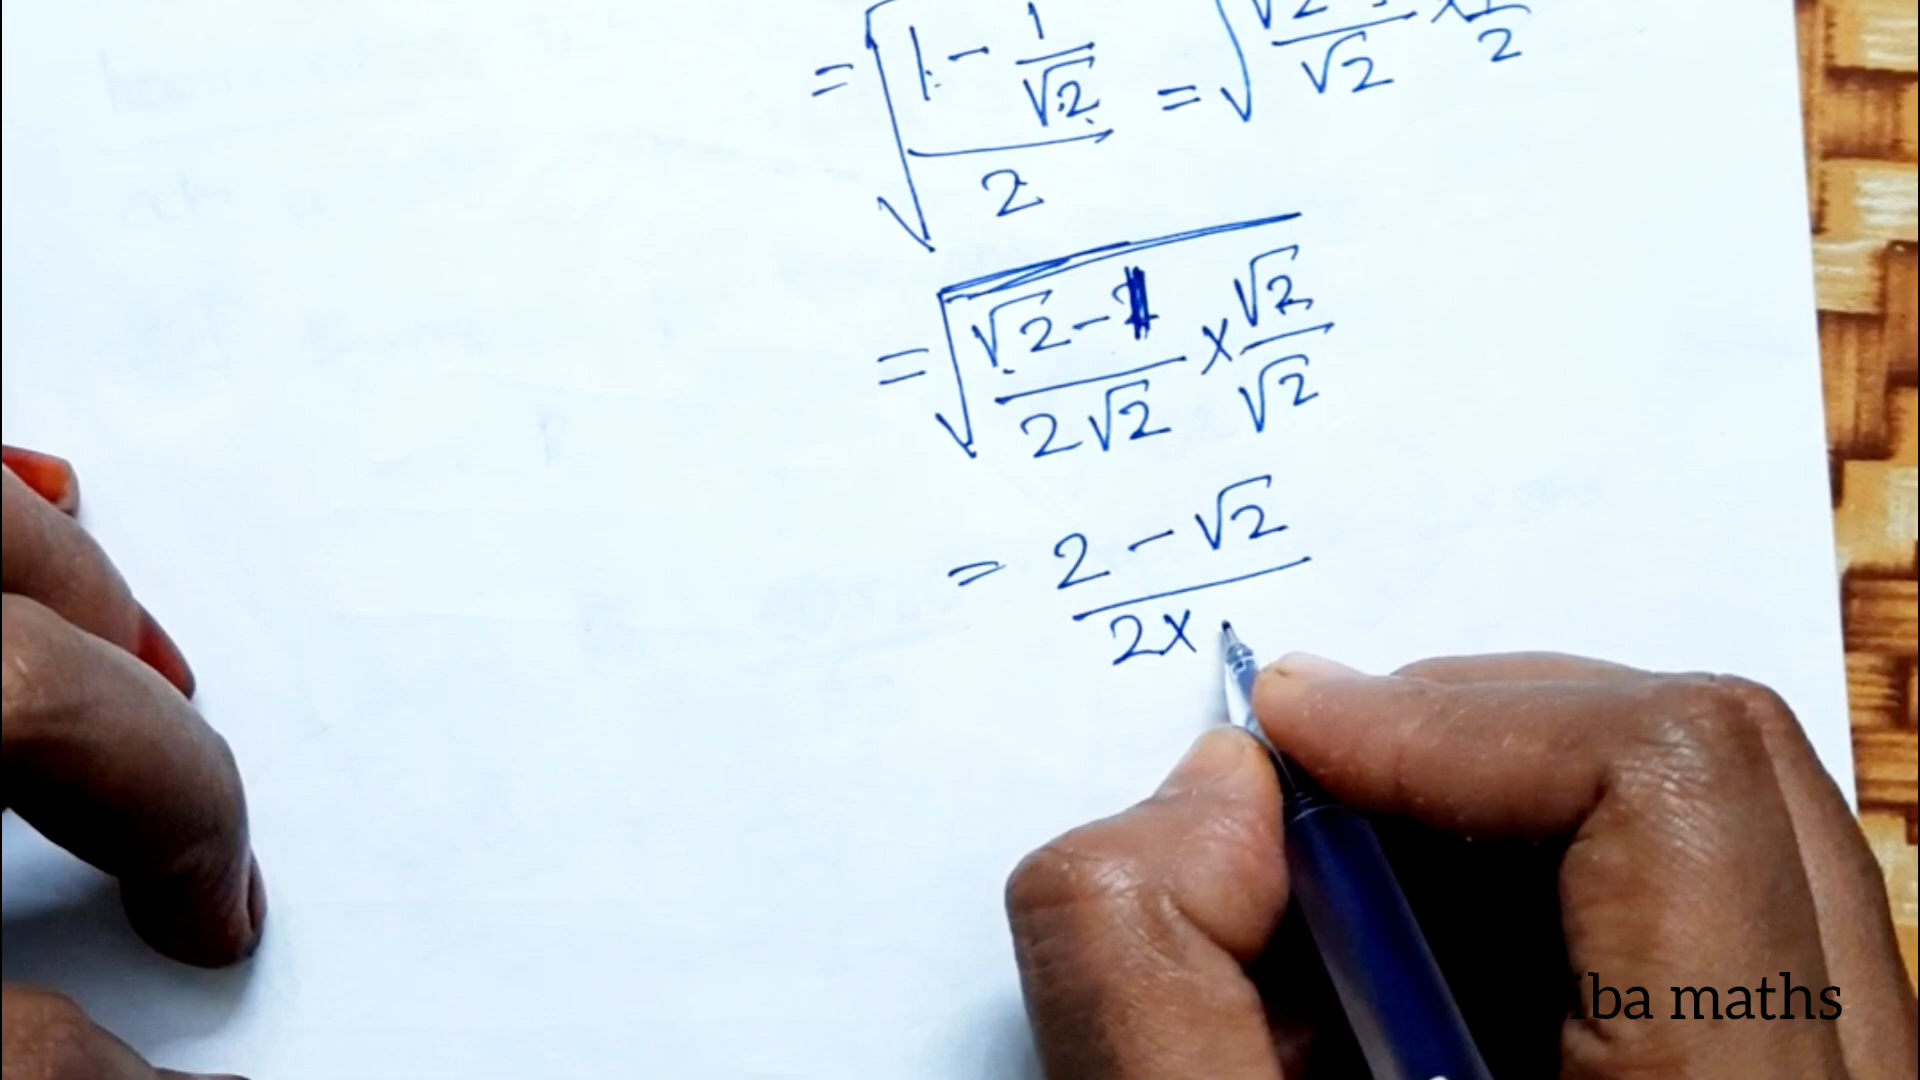 = √(1 - 1/√2)/2 = √(√2-1)/√2 × 1/2
= √(√2-1)/(2√2) × √2/√2
= (2 - √2)/(2×
iba maths